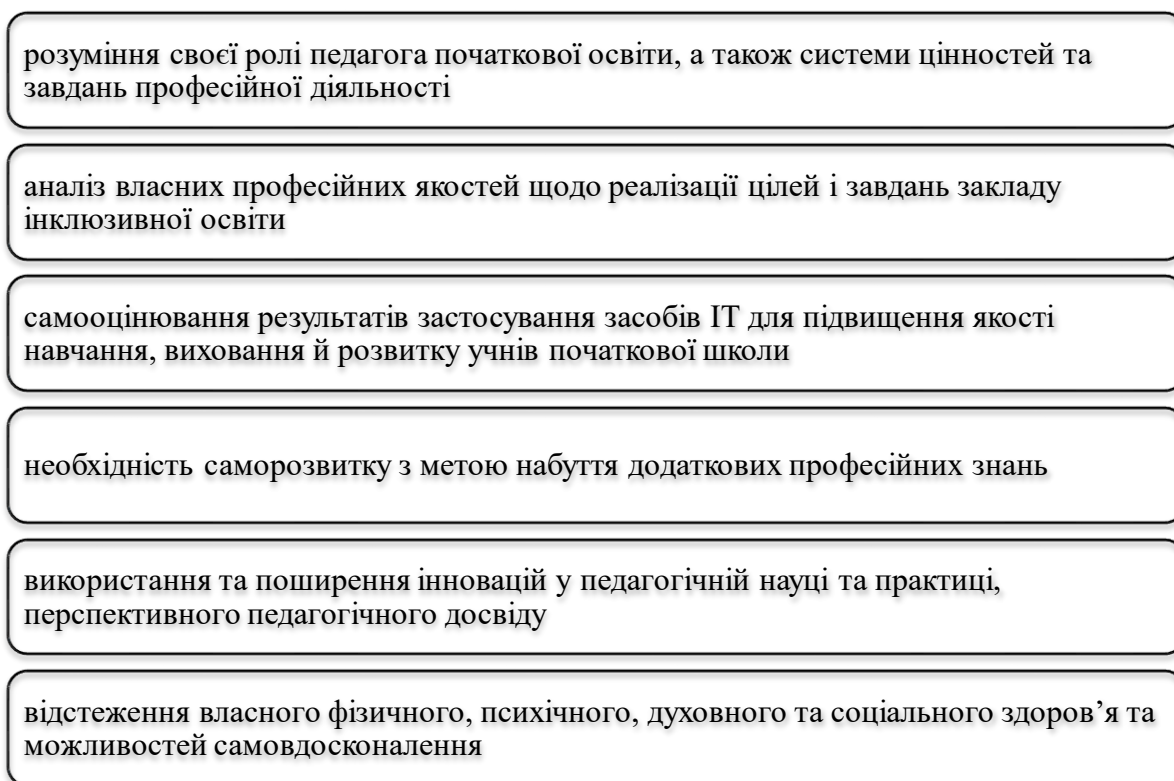 розуміння своєї ролі педагога початкової освіти, а також системи цінностей та
завдань професійної діяльності
аналіз власних професійних якостей щодо реалізації цілей і завдань закладу
інклюзивної освіти
самооцінювання результатів застосування засобів ІТ для підвищення якості
навчання, виховання й розвитку учнів початкової школи
необхідність саморозвитку з метою набуття додаткових професійних знань
використання та поширення інновацій у педагогічній науці та практиці,
перспективного педагогічного досвіду
відстеження власного фізичного, психічного, духовного та соціального здоров’я та
можливостей самовдосконалення